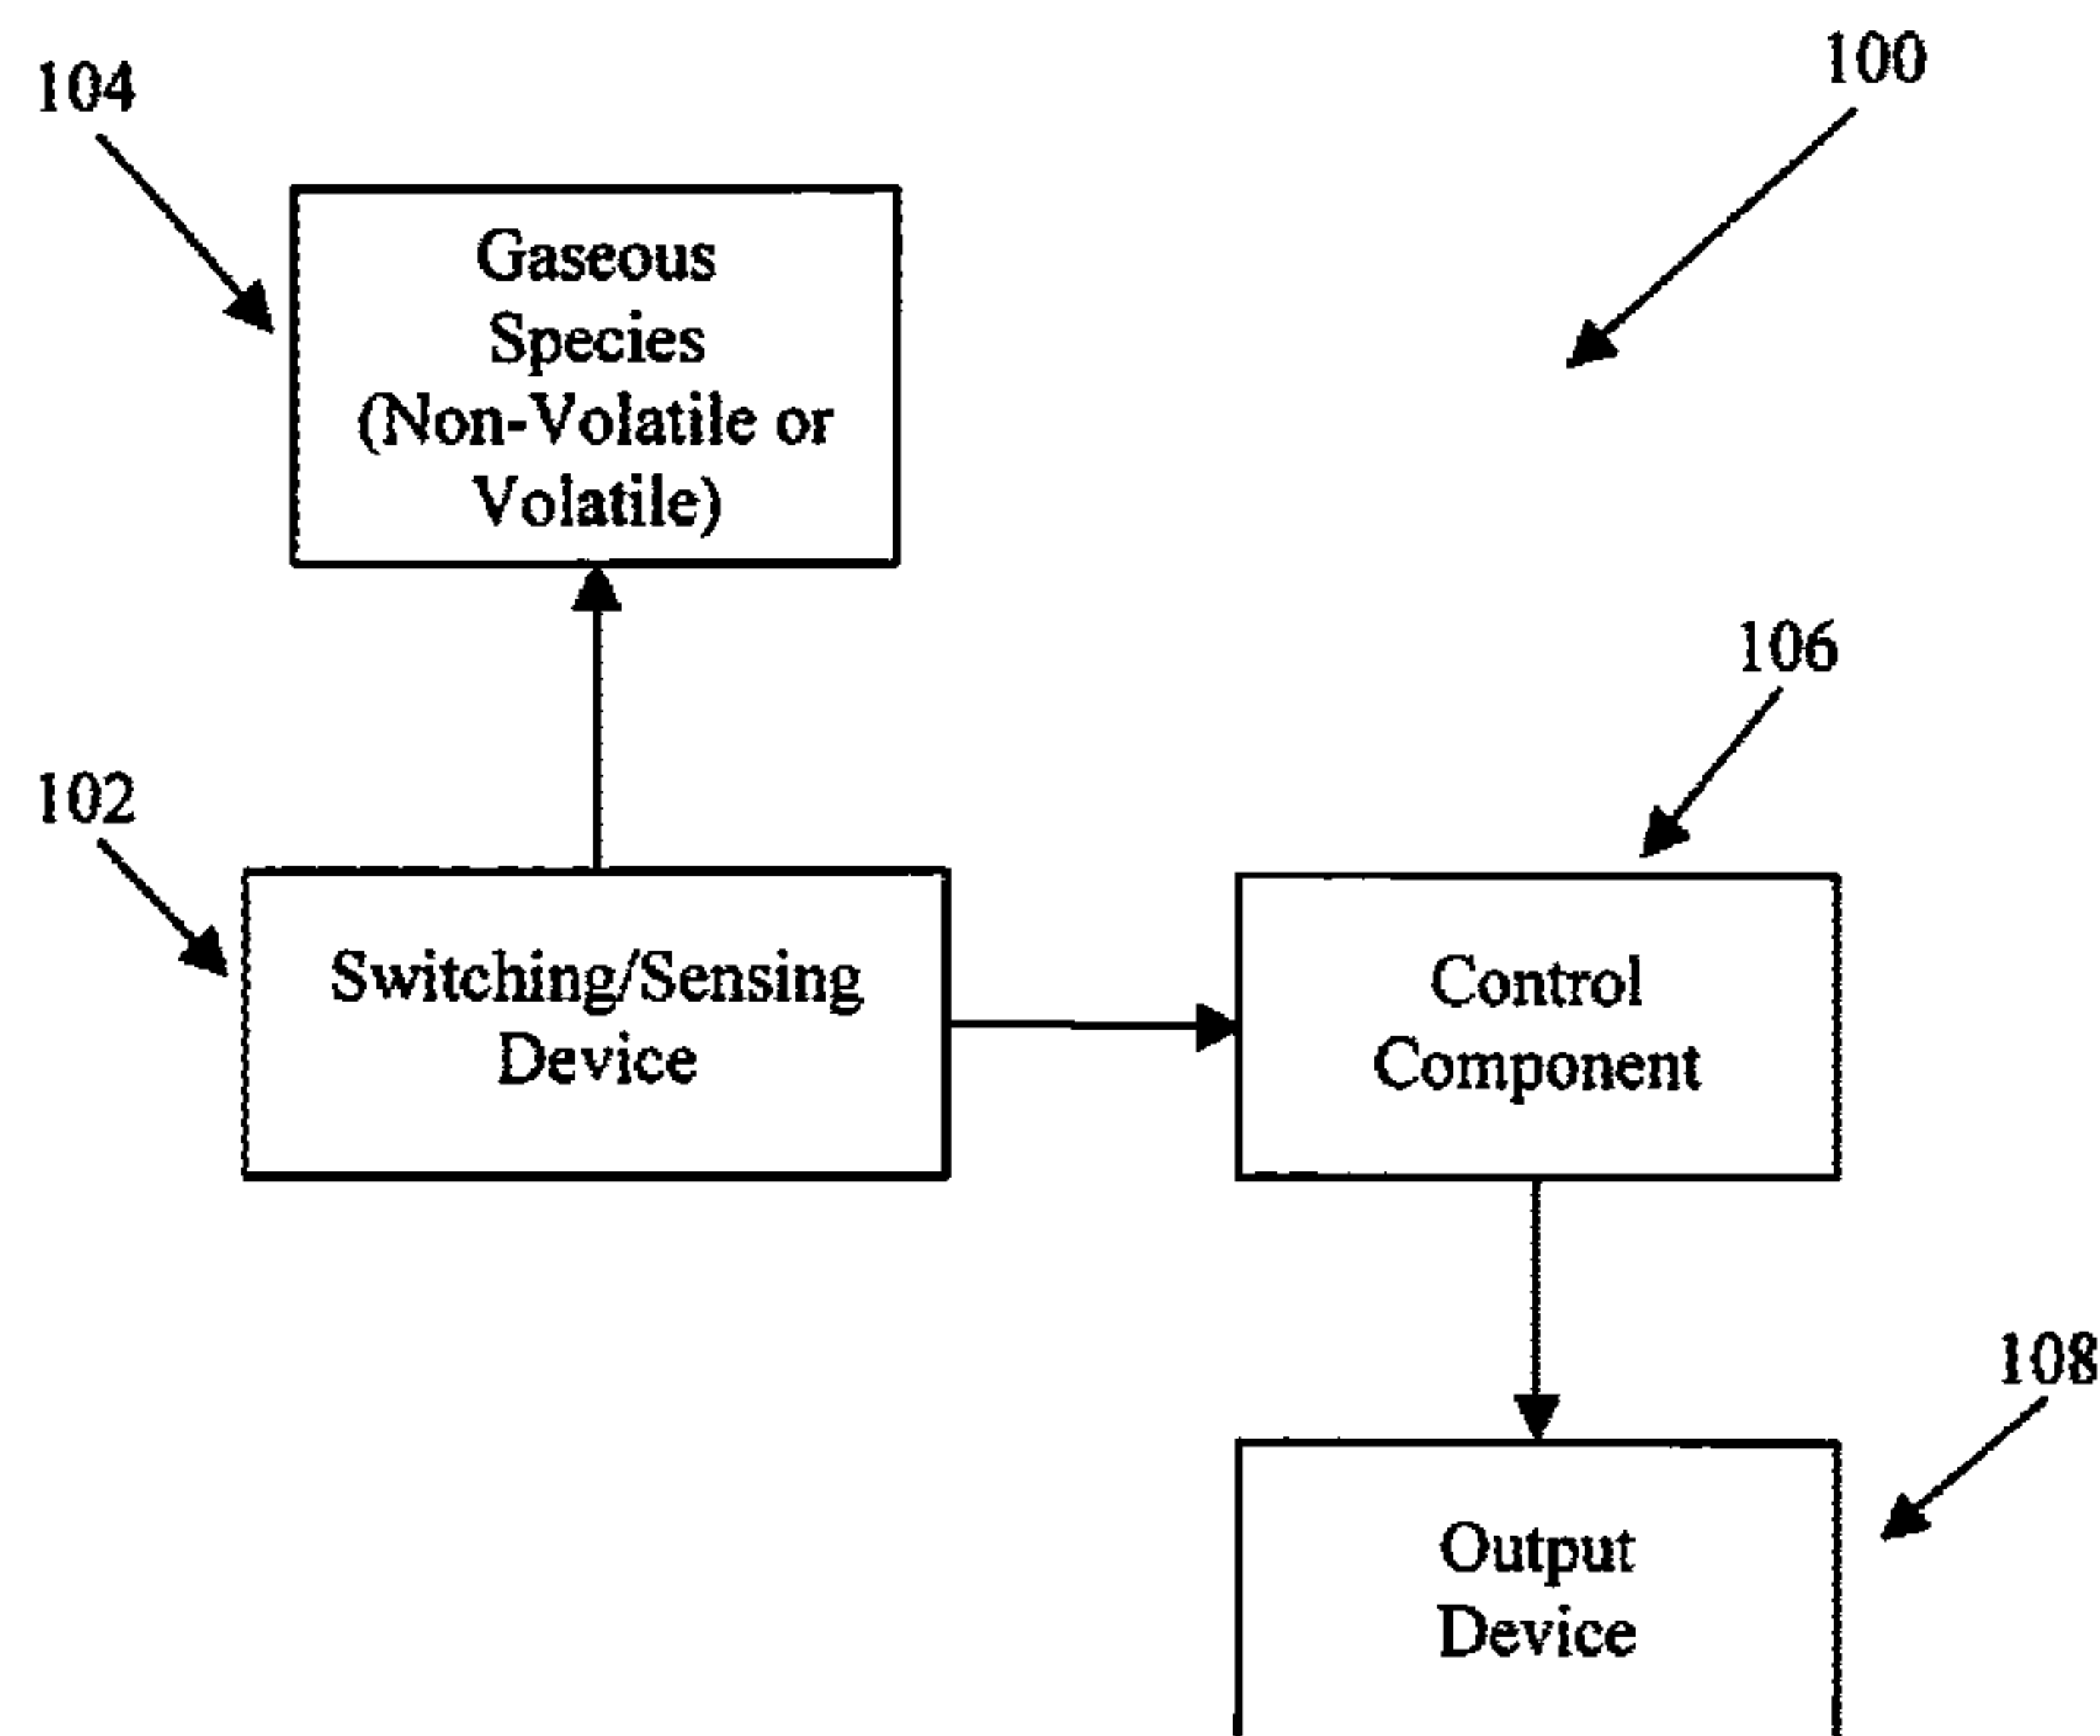 104
100
Gaseous
Species
(Non-Volatile or
Volatile)
106
102
Switching/Sensing
Device
Control
Component
108
Output
Device